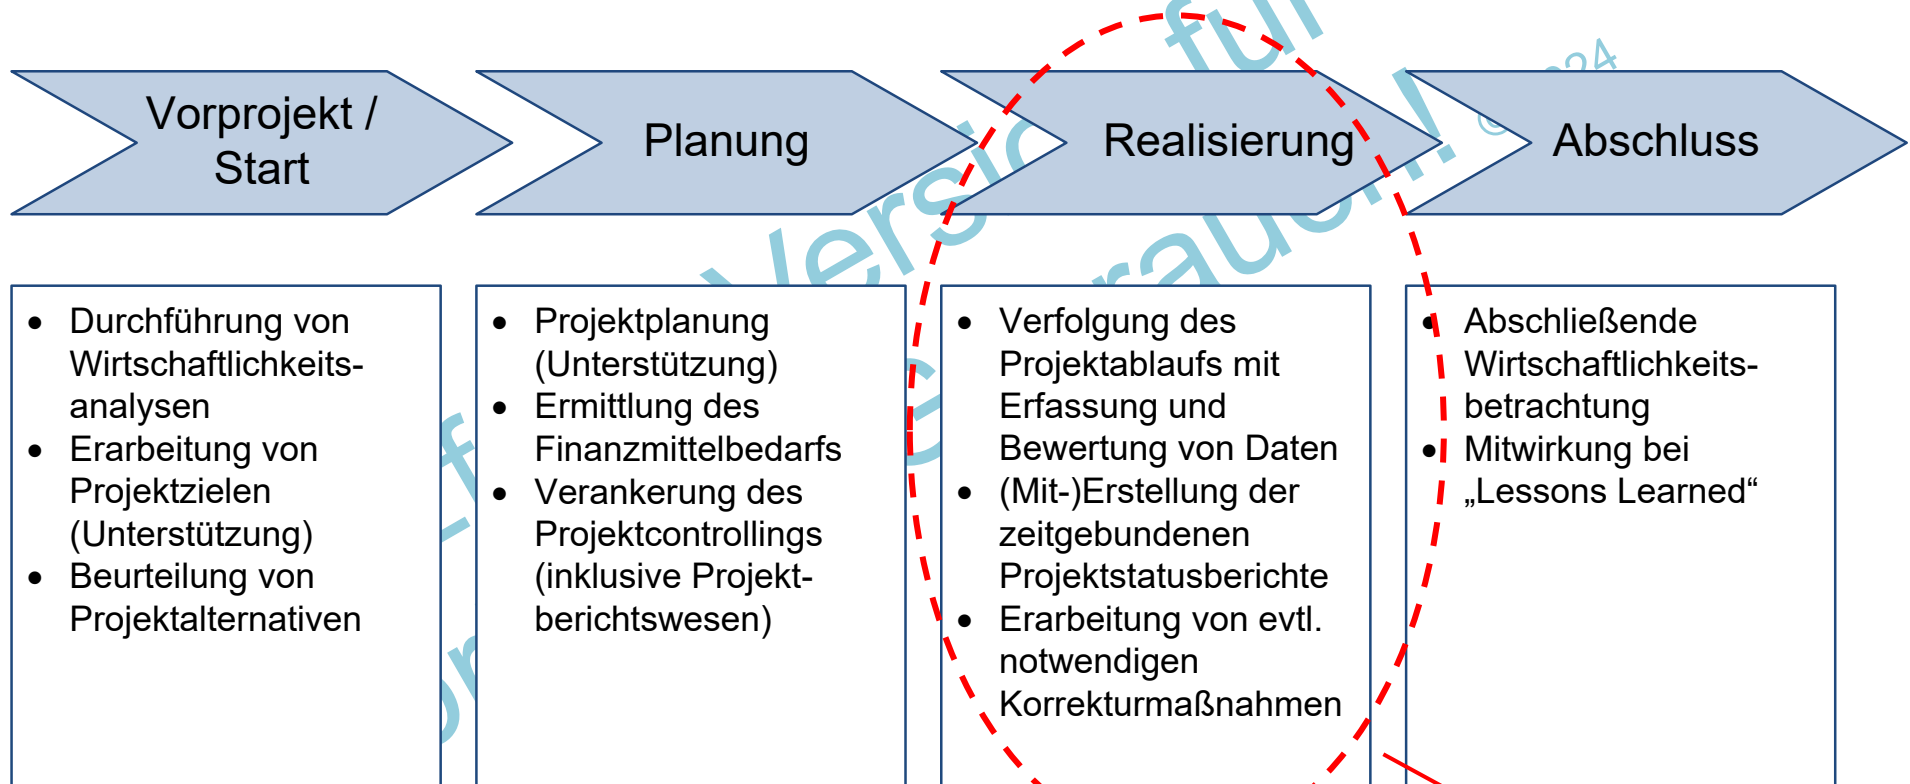 Vorprojekt /
Start
Planung
Realisierung
Abschluss
• Durchführung von
Wirtschaftlichkeits-
analysen
• Erarbeitung von
Projektzielen
(Unterstützung)
• Beurteilung von
Projektalternativen
• Projektplanung
(Unterstützung)
• Ermittlung des
Finanzmittelbedarfs
• Verankerung des
Projektcontrollings
(inklusive Projekt-
berichtswesen)
• Verfolgung des
Projektablaufs mit
Erfassung und
Bewertung von Daten
• (Mit-)Erstellung der
zeitgebundenen
Projektstatusberichte
• Erarbeitung von evtl.
notwendigen
Korrekturmaßnahmen
• Abschließende
Wirtschaftlichkeits-
betrachtung
• Mitwirkung bei
„Lessons Learned“